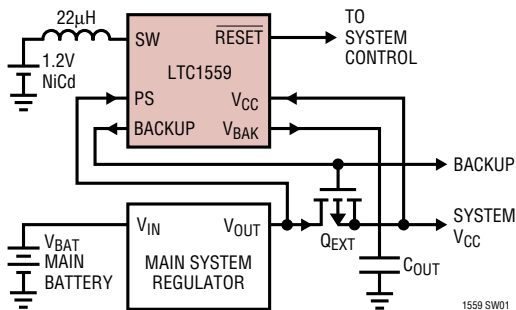 22µH
SW
RESET
TO
SYSTEM
CONTROL
1.2V
NiCd
LTC1559
PS
VCC
BACKUP
VBAK
BACKUP
VIN
VOUT
QEXT
SYSTEM
VCC
VBAT
MAIN
BATTERY
MAIN SYSTEM
REGULATOR
COUT
1559 SW01